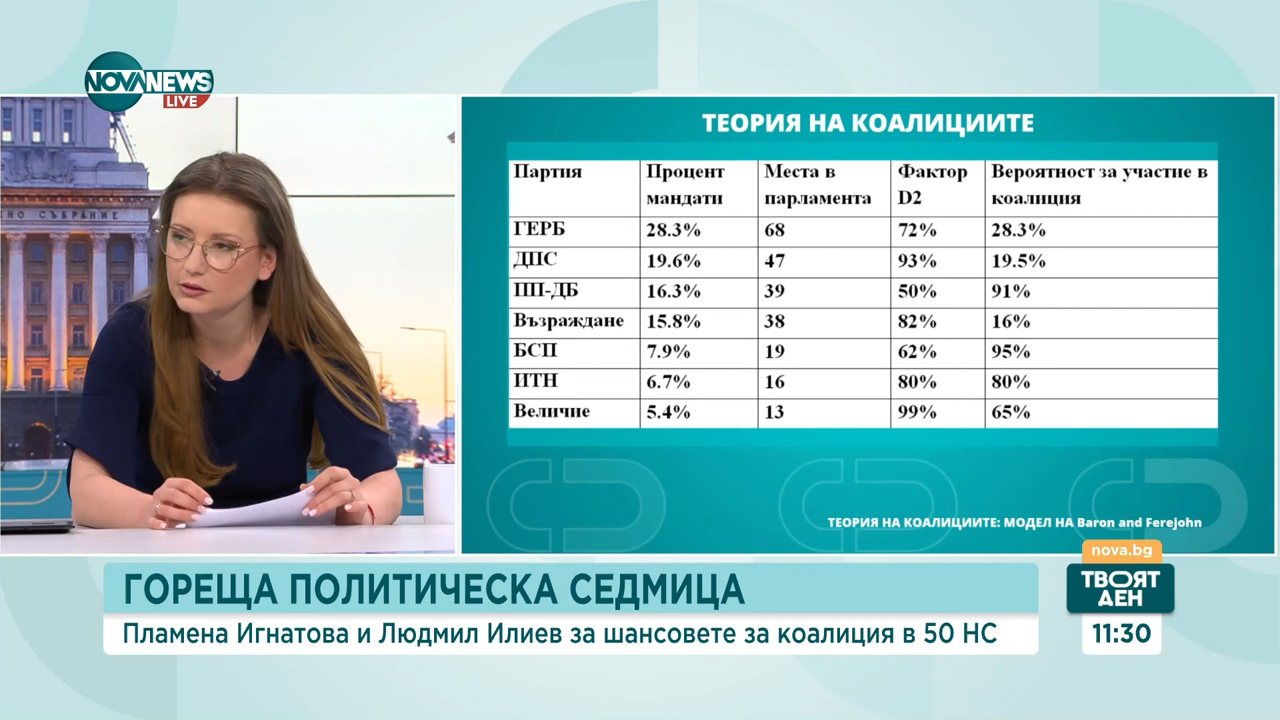 NOVA NEWS
LIVE
НО СЪБРАНИЕ
ТЕОРИЯ НА КОАЛИЦИИТЕ
Партия Процент мандати Места в парламента Фактор D2 Вероятност за участие в коалиция
ГЕРБ 28.3% 68 72% 28.3%
ДПС 19.6% 47 93% 19.5%
ПП-ДБ 16.3% 39 50% 91%
Възраждане 15.8% 38 82% 16%
БСП 7.9% 19 62% 95%
ИТН 6.7% 16 80% 80%
Величие 5.4% 13 99% 65%
ТЕОРИЯ НА КОАЛИЦИИТЕ: МОДЕЛ НА Baron and Ferejohn
ГОРЕЩА ПОЛИТИЧЕСКА СЕДМИЦА
Пламена Игнатова и Людмил Илиев за шансовете за коалиция в 50 НС
nova.bg
ТВОЯТ
ДЕН
11:30